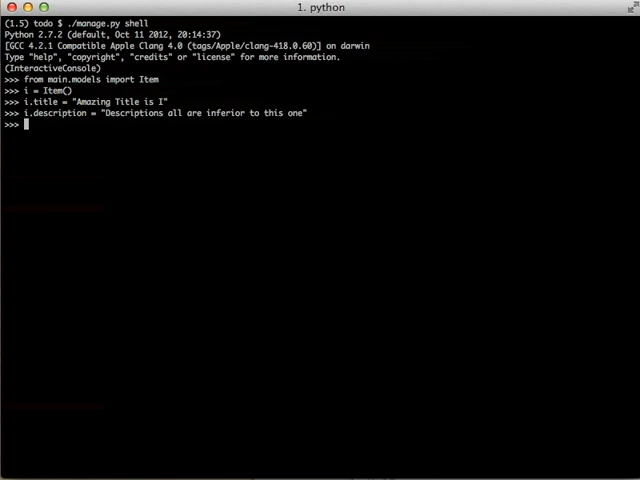 1. python
(1.5) todo $ ./manage.py shell
Python 2.7.2 (default, Oct 11 2012, 20:14:37)
[GCC 4.2.1 Compatible Apple Clang 4.0 (tags/Apple/clang-418.0.60)] on darwin
Type "help", "copyright", "credits" or "license" for more information.
(InteractiveConsole)
>>> from main.models import Item
>>> i = Item()
>>> i.title = "Amazing Title is I"
>>> i.description = "Descriptions all are inferior to this one"
>>>